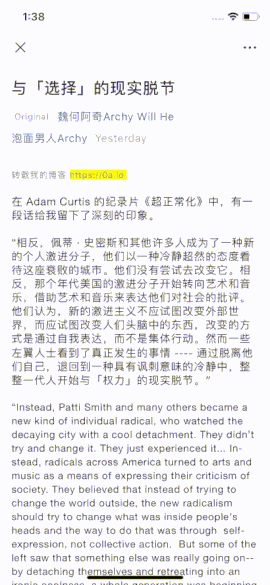 1:38
与「选择」的现实脱节
Original 魏何阿奇Archy Will He
泡面男人Archy Yesterday
转载我的博客 https://0a.io
在 Adam Curtis 的纪录片《超正常化》中，有一
段话给我留下了深刻的印象。
“相反，佩蒂·史密斯和其他许多人成为了一种新
的个人激进分子，他们以一种冷静超然的态度看
待这座衰败的城市。他们没有尝试去改变它。相
反，那个年代美国的激进分子开始转向艺术和音
乐，借助艺术和音乐来表达他们对社会的批评。
他们认为，新的激进主义不应试图改变外部世
界，而应试图改变人们头脑中的东西，改变的方
式是通过自我表达，而不是集体行动。然而一些
左翼人士看到了真正发生的事情 ---- 通过脱离他
们自己，退回到一种具有讽刺意味的冷静中，整
整一代人开始与「权力」的现实脱节。”
“Instead, Patti Smith and many others became a
new kind of individual radical, who watched the
decaying city with a cool detachment. They didn’t
try and change it. They just experienced it... In-
stead, radicals across America turned to arts and
music as a means of expressing their criticism of
society. They believed that instead of trying to
change the world outside, the new radicalism
should try to change what was inside people’s
heads and the way to do that was through self-
expression, not collective action. But some of the
left saw that something else was really going on--
by detaching themselves and retreating into an
ironic coolness, a whole generation was beginning